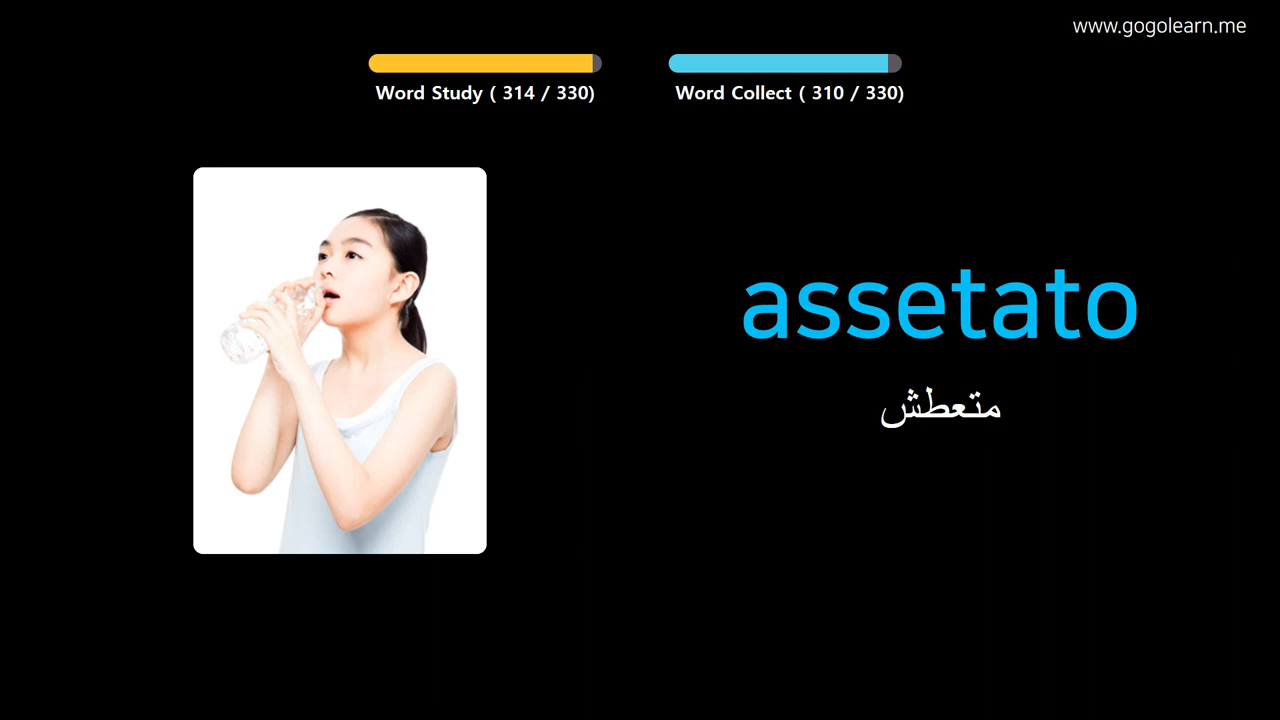 www.gogolearn.me
Word Study ( 314 / 330)
Word Collect ( 310 / 330)
assetato
متعطش